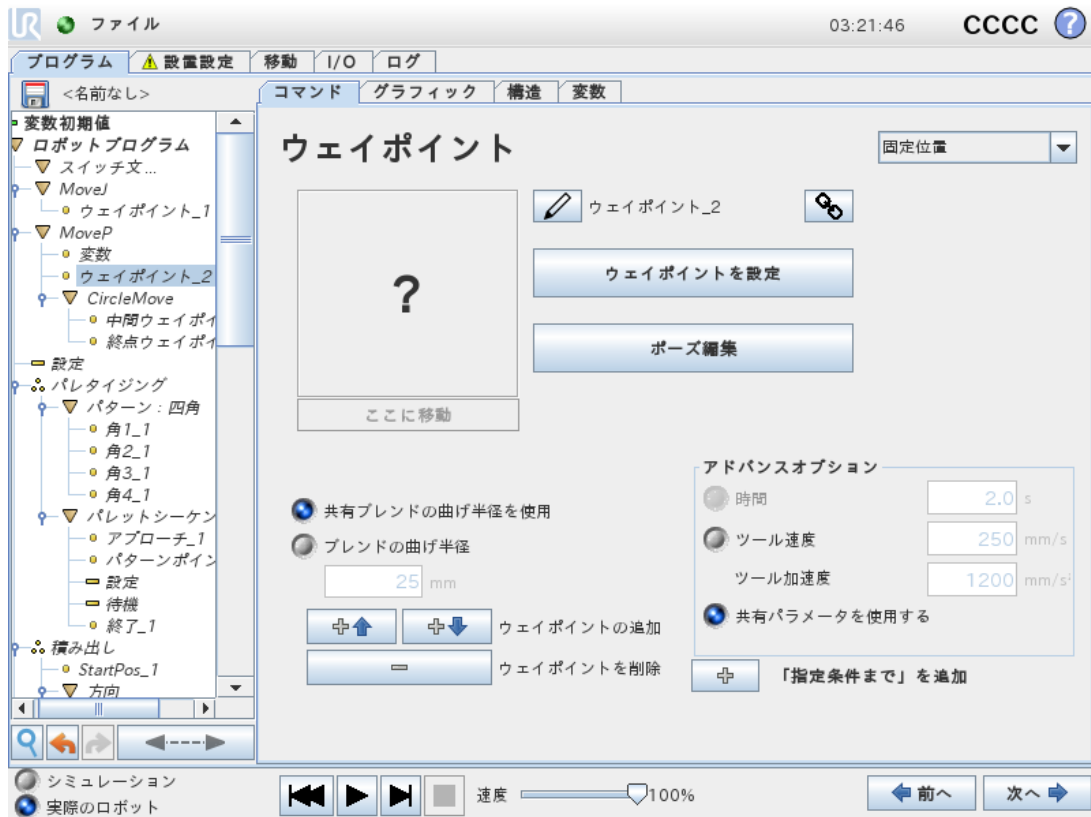 UR ファイル 03:21:46 CCCC ?
プログラム 設置設定 移動 I/O ログ
<名前なし>
コマンド グラフィック 構造 変数
変数初期値
ロボットプログラム
スイッチ文...
MoveJ
ウェイポイント_1
MoveP
変数
ウェイポイント_2
CircleMove
中間ウェイポイ
終点ウェイポイ
設定
パレタイジング
パターン : 四角
角1_1
角2_1
角3_1
角4_1
パレットシーケン
アプローチ_1
パターンポイン
設定
待機
終了_1
積み出し
StartPos_1
方向
ウェイポイント
固定位置
?
ウェイポイント_2
ウェイポイントを設定
ポーズ編集
ここに移動
共有ブレンドの曲げ半径を使用
ブレンドの曲げ半径
25 mm
ウェイポイントの追加
ウェイポイントを削除
アドバンスオプション
時間 2.0 s
ツール速度 250 mm/s
ツール加速度 1200 mm/s²
共有パラメータを使用する
「指定条件まで」を追加
シミュレーション
実際のロボット
速度 100%
前へ 次へ